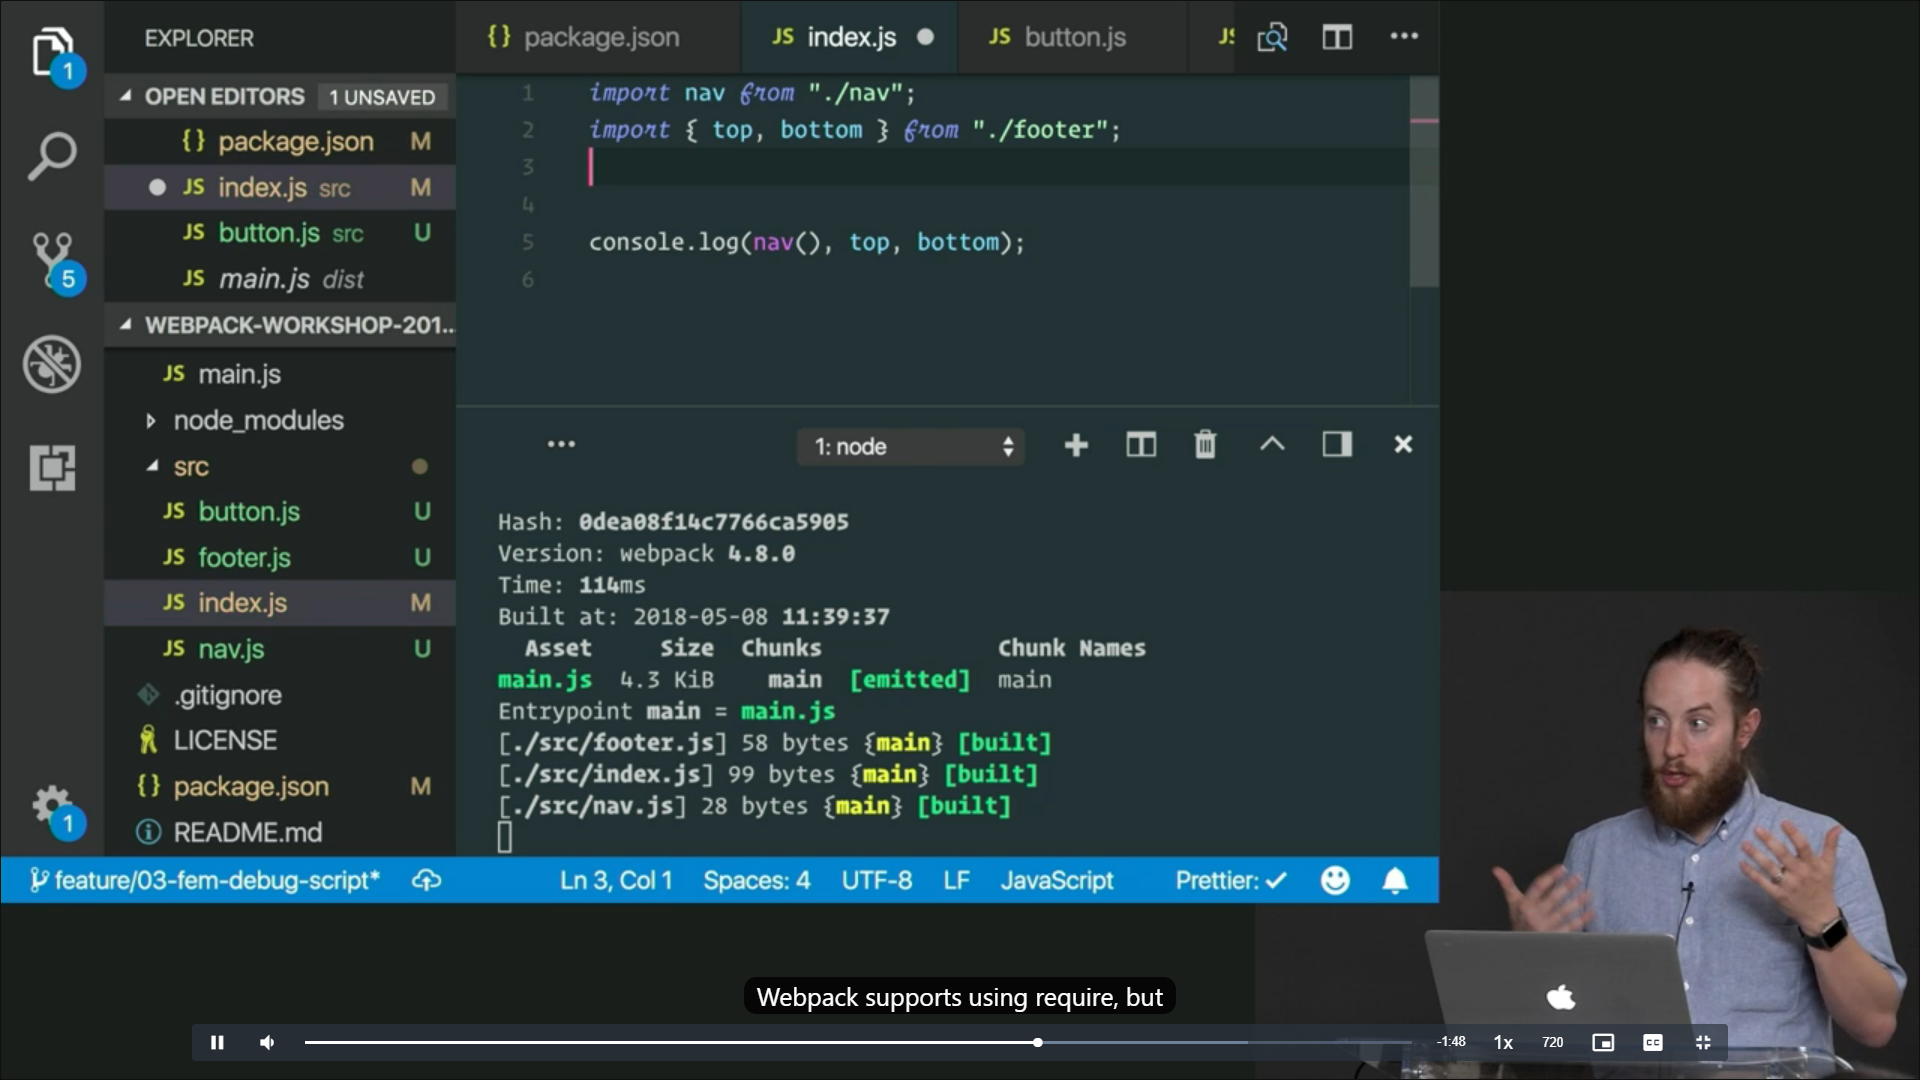 EXPLORER
OPEN EDITORS 1 UNSAVED
{} package.json M
JS index.js src M
JS button.js src U
JS main.js dist
WEBPACK-WORKSHOP-201...
JS main.js
node_modules
src
JS button.js U
JS footer.js U
JS index.js M
JS nav.js U
.gitignore
LICENSE
{} package.json M
README.md
1
5
1
{} package.json JS index.js JS button.js JS
1 import nav from "./nav";
2 import { top, bottom } from "./footer";
3
4
5 console.log(nav(), top, bottom);
6
1: node
Hash: 0dea08f14c7766ca5905
Version: webpack 4.8.0
Time: 114ms
Built at: 2018-05-08 11:39:37
Asset Size Chunks Chunk Names
main.js 4.3 KiB main [emitted] main
Entrypoint main = main.js
[./src/footer.js] 58 bytes {main} [built]
[./src/index.js] 99 bytes {main} [built]
[./src/nav.js] 28 bytes {main} [built]
feature/03-fem-debug-script* Ln 3, Col 1 Spaces: 4 UTF-8 LF JavaScript Prettier: ✓
Webpack supports using require, but
-1:48 1x 720 CC